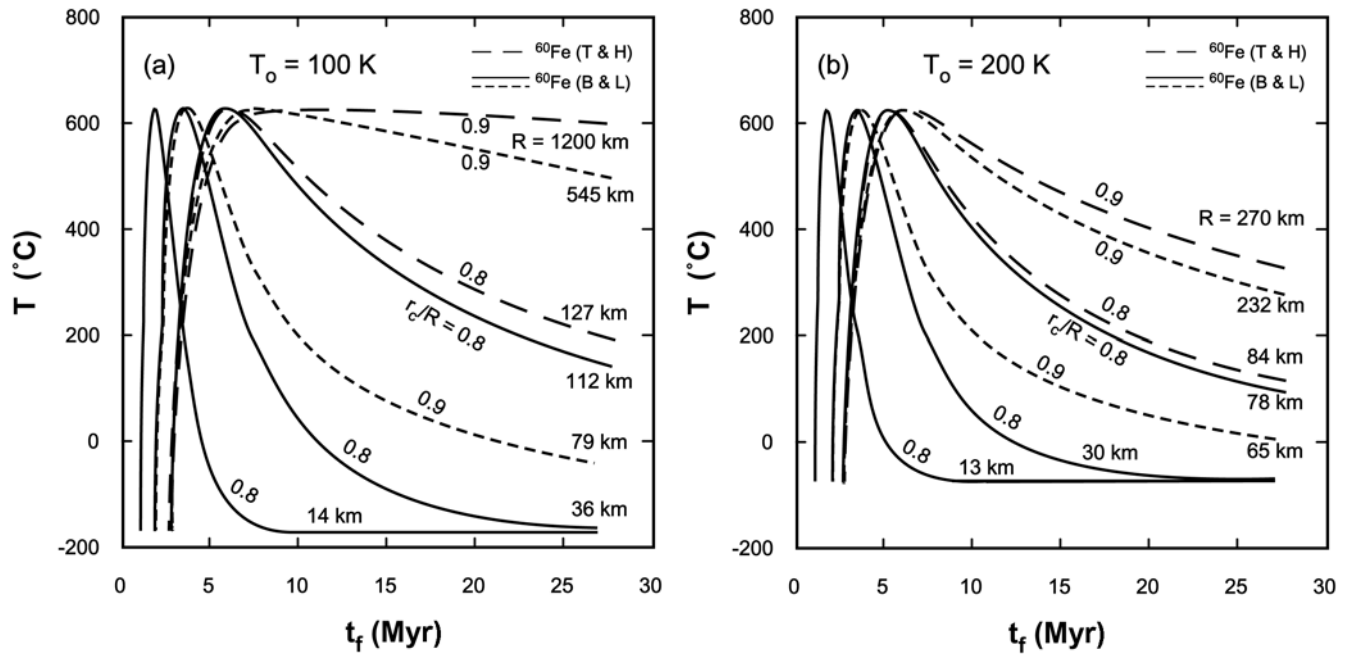 (a)
T₀ = 100 K
⁶⁰Fe (T & H)
⁶⁰Fe (B & L)
800
600
400
200
0
-200
T (˚C)
0.9
R = 1200 km
0.9
545 km
0.8
127 km
r_c/R = 0.8
112 km
0.9
79 km
0.8
36 km
0.8
14 km
0 5 10 15 20 25 30
t_f (Myr)
(b)
T₀ = 200 K
⁶⁰Fe (T & H)
⁶⁰Fe (B & L)
800
600
400
200
0
-200
T (˚C)
0.9
R = 270 km
0.9
232 km
0.8
84 km
r_c/R = 0.8
78 km
0.9
65 km
0.8
30 km
0.8
13 km
0 5 10 15 20 25 30
t_f (Myr)